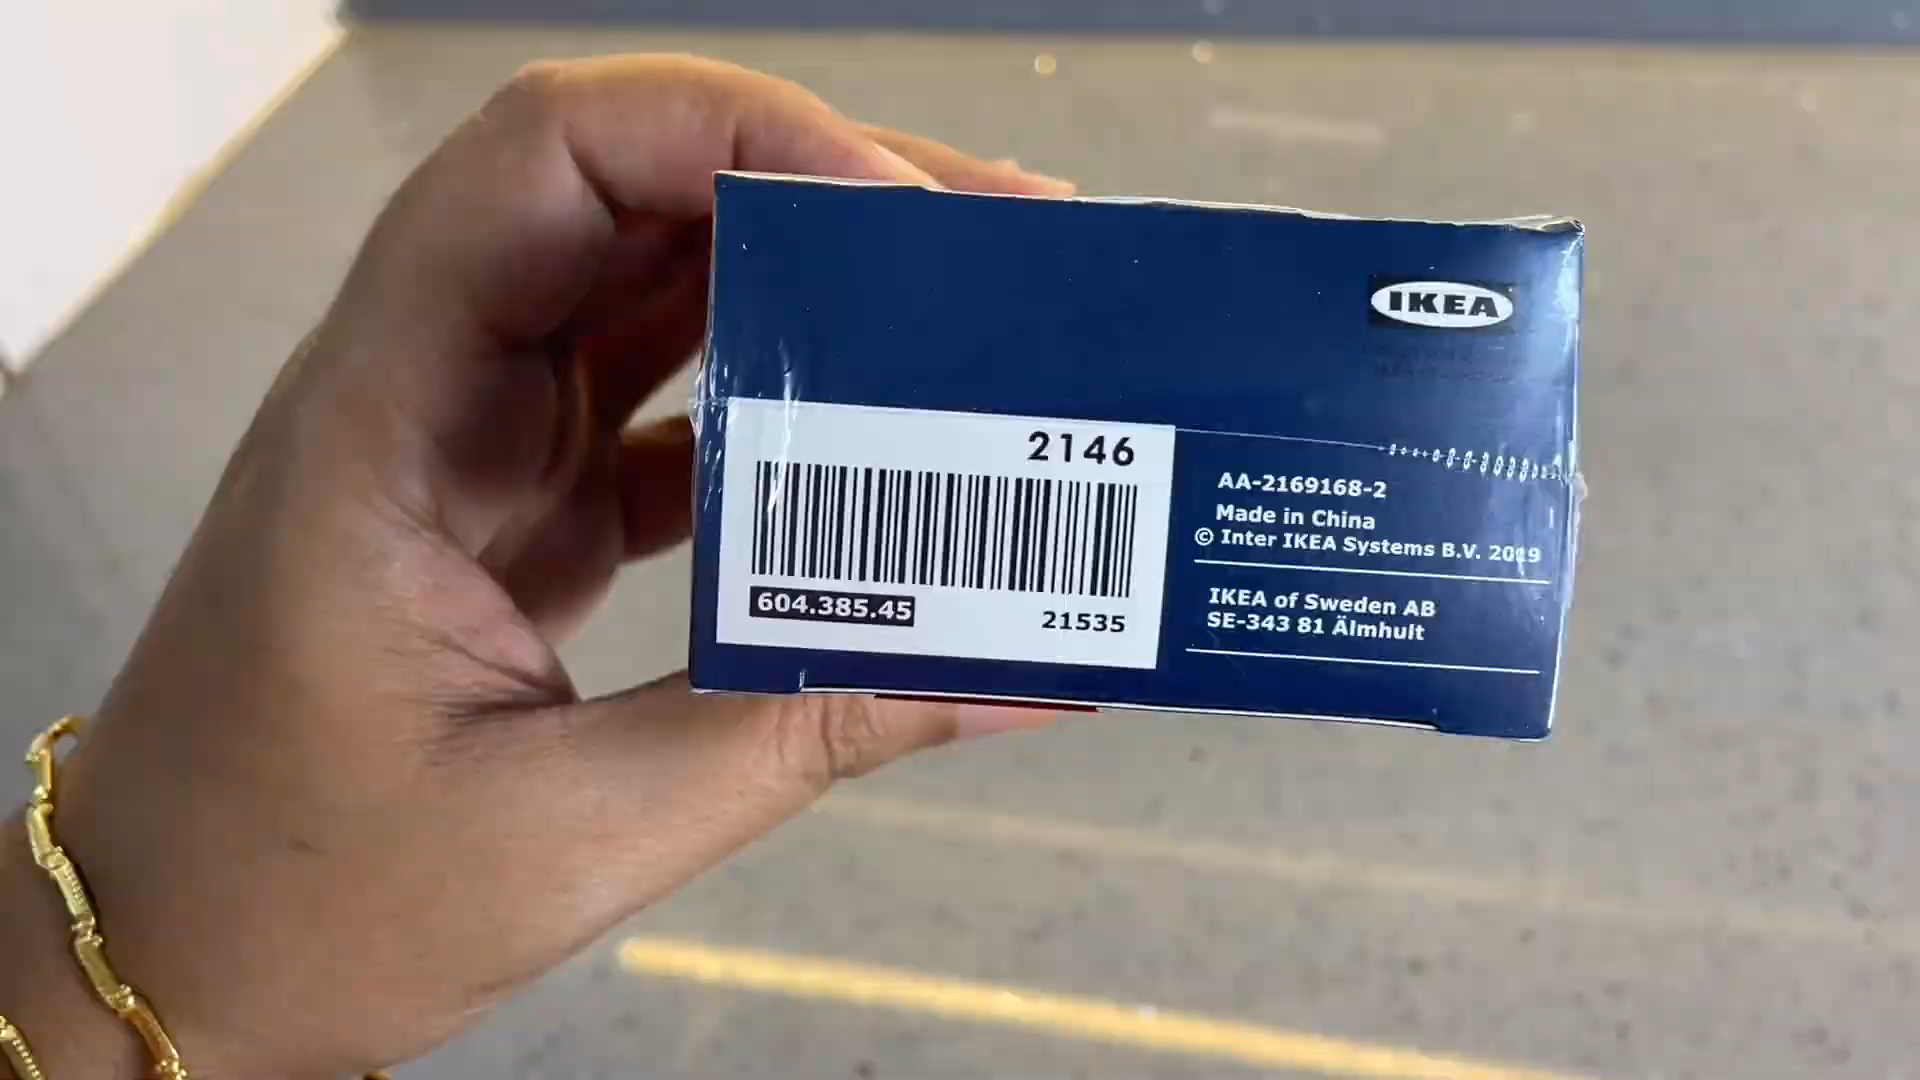 IKEA
2146
604.385.45
21535
AA-2169168-2
Made in China
© Inter IKEA Systems B.V. 2019
IKEA of Sweden AB
SE-343 81 Älmhult